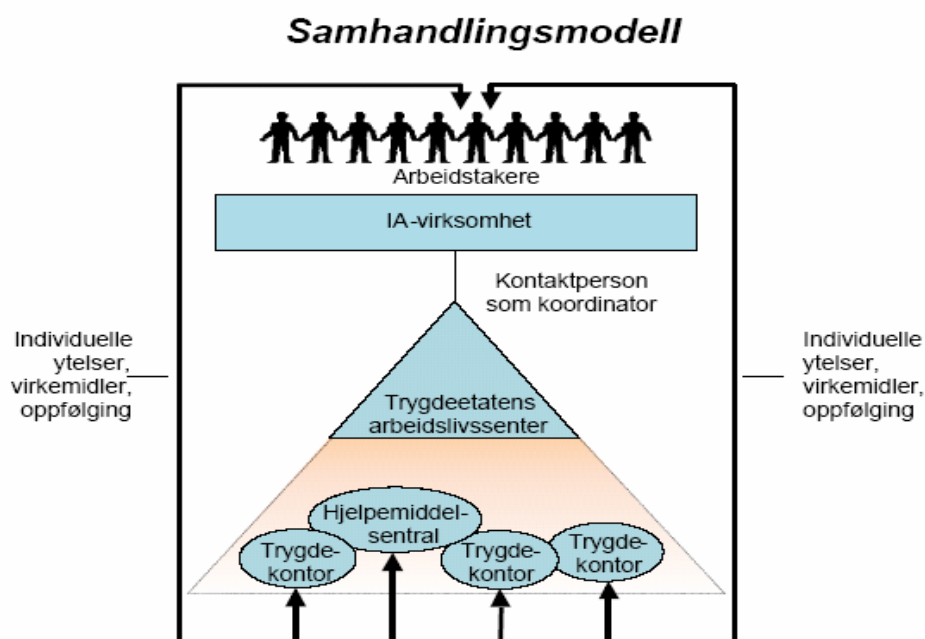 Samhandlingsmodell
Arbeidstakere
IA-virksomhet
Kontaktperson
som koordinator
Individuelle
ytelser,
virkemidler,
oppfølging
Individuelle
ytelser,
virkemidler,
oppfølging
Trygdeetatens
arbeidslivssenter
Hjelpemiddel-
sentral
Trygde-
kontor
Trygde-
kontor
Trygde-
kontor